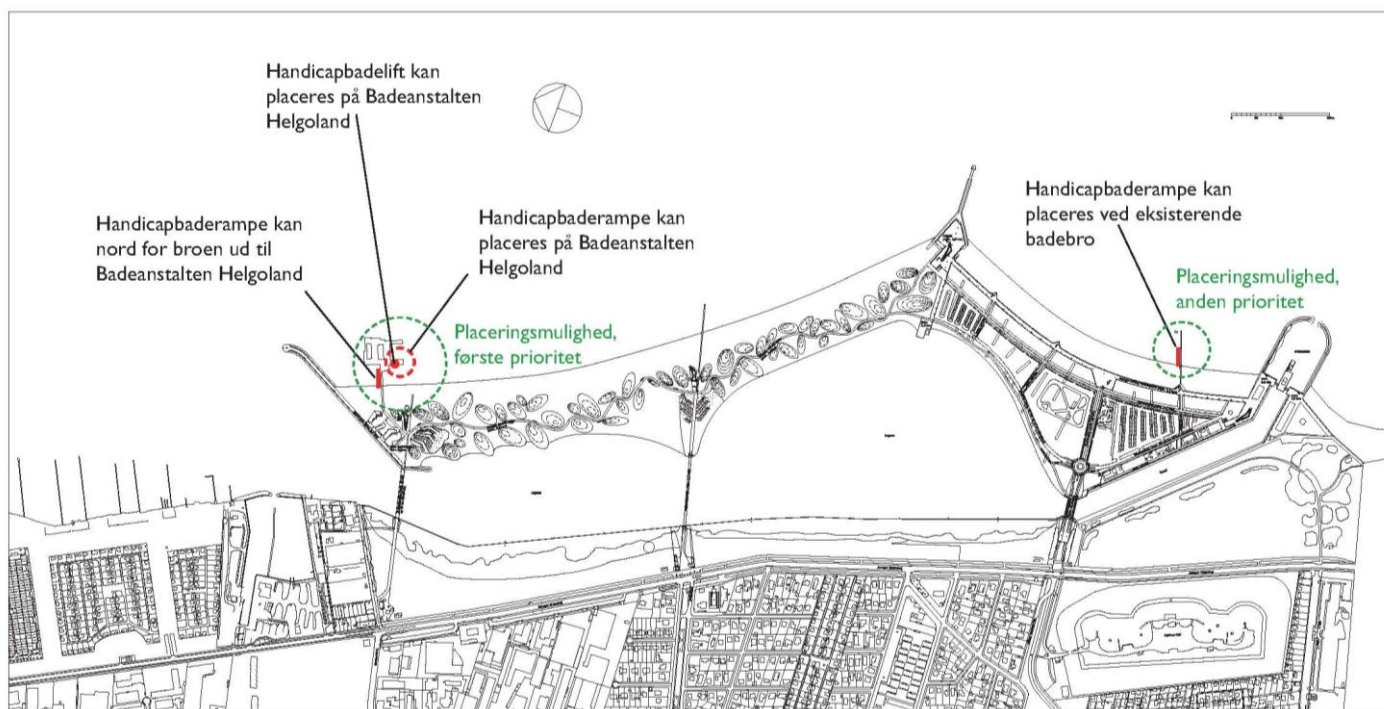 Handicapbadelift kan
placeres på Badeanstalten
Helgoland
Handicapbaderampe kan
nord for broen ud til
Badeanstalten Helgoland
Handicapbaderampe kan
placeres på Badeanstalten
Helgoland
Placeringsmulighed,
første prioritet
Handicapbaderampe kan
placeres ved eksisterende
badebro
Placeringsmulighed,
anden prioritet